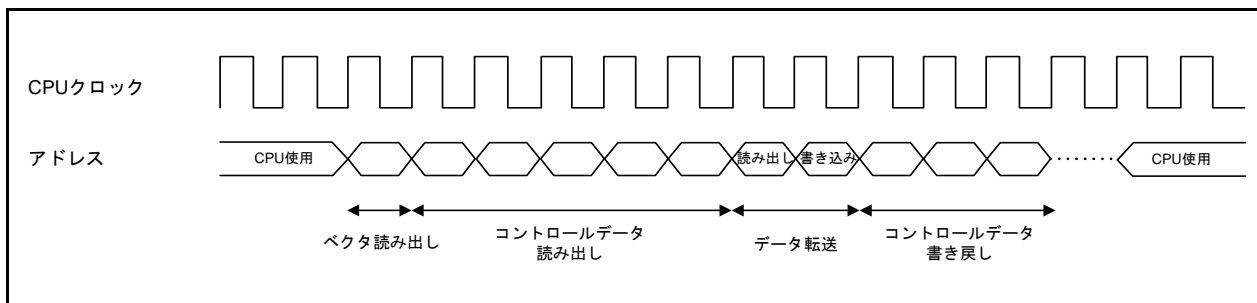 CPUクロック
アドレス
CPU使用
読み出し
書き込み
CPU使用
ベクタ読み出し
コントロールデータ
読み出し
データ転送
コントロールデータ
書き戻し